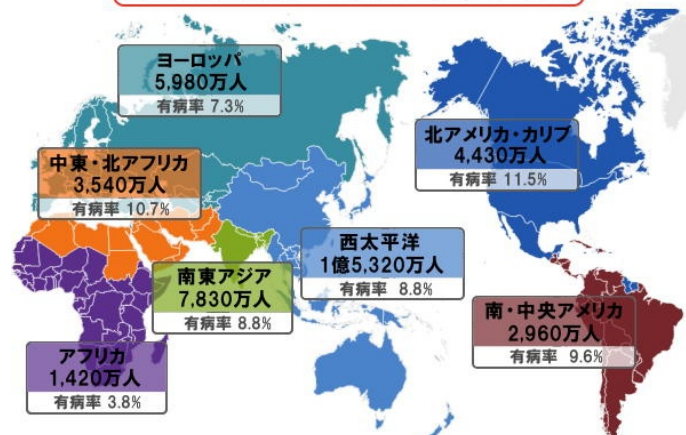 ヨーロッパ
5,980万人
有病率 7.3%
北アメリカ・カリブ
4,430万人
有病率 11.5%
中東・北アフリカ
3,540万人
有病率 10.7%
西太平洋
1億5,320万人
有病率 8.8%
南東アジア
7,830万人
有病率 8.8%
南・中央アメリカ
2,960万人
有病率 9.6%
アフリカ
1,420万人
有病率 3.8%